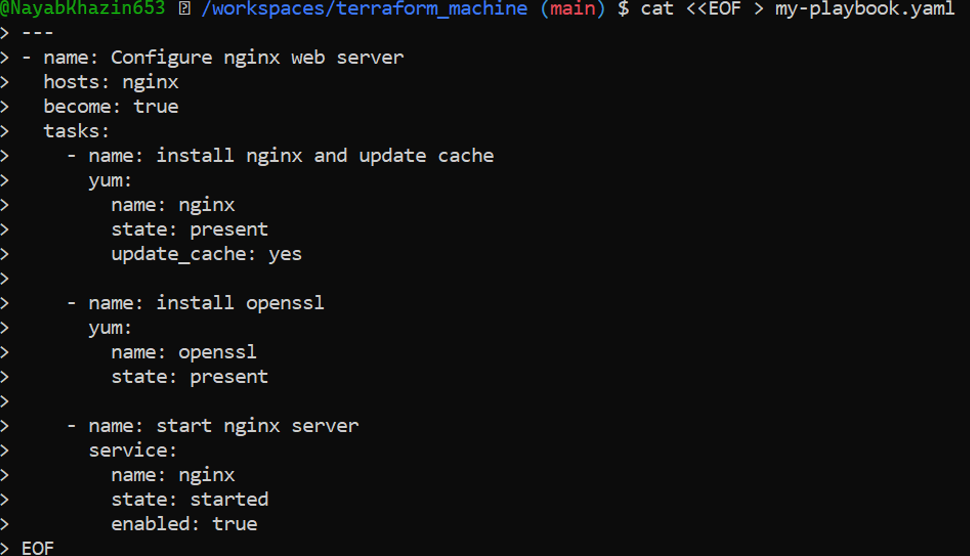 @NayabKhazin653 /workspaces/terraform_machine (main) $ cat <<EOF > my-playbook.yaml
> ---
> - name: Configure nginx web server
>   hosts: nginx
>   become: true
>   tasks:
>     - name: install nginx and update cache
>       yum:
>         name: nginx
>         state: present
>         update_cache: yes
>
>     - name: install openssl
>       yum:
>         name: openssl
>         state: present
>
>     - name: start nginx server
>       service:
>         name: nginx
>         state: started
>         enabled: true
> EOF